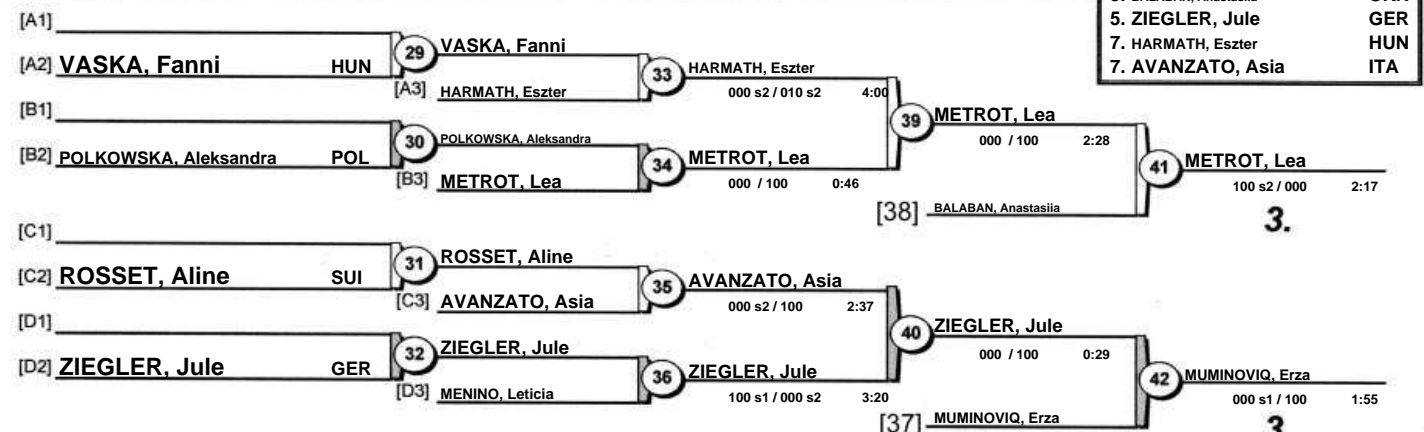 5. ZIEGLER, Jule GER
7. HARMATH, Eszter HUN
7. AVANZATO, Asia ITA
[A1]
[A2] VASKA, Fanni HUN
29
VASKA, Fanni
[A3] HARMATH, Eszter
33
HARMATH, Eszter
000 s2 / 010 s2 4:00
[B1]
[B2] POLKOWSKA, Aleksandra POL
30
POLKOWSKA, Aleksandra
[B3] METROT, Lea
34
METROT, Lea
000 / 100 0:46
39
METROT, Lea
000 / 100 2:28
[38] BALABAN, Anastasiia
41
METROT, Lea
100 s2 / 000 2:17
3.
[C1]
[C2] ROSSET, Aline SUI
31
ROSSET, Aline
[C3] AVANZATO, Asia
35
AVANZATO, Asia
000 s2 / 100 2:37
[D1]
[D2] ZIEGLER, Jule GER
32
ZIEGLER, Jule
[D3] MENINO, Leticia
36
ZIEGLER, Jule
100 s1 / 000 s2 3:20
40
ZIEGLER, Jule
000 / 100 0:29
[37] MUMINOVIQ, Erza
42
MUMINOVIQ, Erza
000 s1 / 100 1:55
3